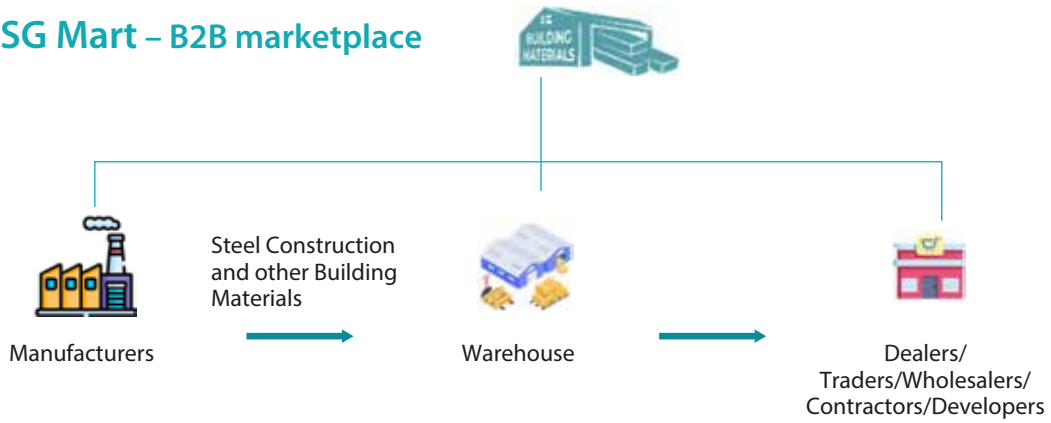 SG Mart – B2B marketplace
BUILDING
MATERIALS
Steel Construction
and other Building
Materials
Manufacturers
Warehouse
Dealers/
Traders/Wholesalers/
Contractors/Developers